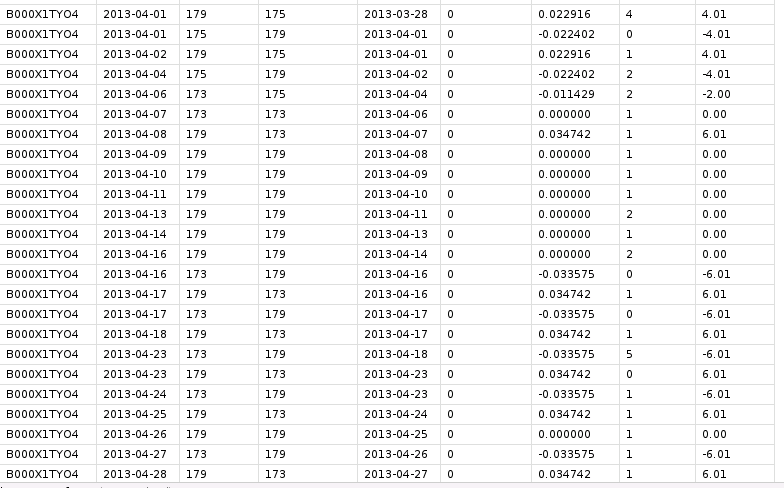 B000X1TYO4 2013-04-01 179 175 2013-03-28 0 0.022916 4 4.01
B000X1TYO4 2013-04-01 175 179 2013-04-01 0 -0.022402 0 -4.01
B000X1TYO4 2013-04-02 179 175 2013-04-01 0 0.022916 1 4.01
B000X1TYO4 2013-04-04 175 179 2013-04-02 0 -0.022402 2 -4.01
B000X1TYO4 2013-04-06 173 175 2013-04-04 0 -0.011429 2 -2.00
B000X1TYO4 2013-04-07 173 173 2013-04-06 0 0.000000 1 0.00
B000X1TYO4 2013-04-08 179 173 2013-04-07 0 0.034742 1 6.01
B000X1TYO4 2013-04-09 179 179 2013-04-08 0 0.000000 1 0.00
B000X1TYO4 2013-04-10 179 179 2013-04-09 0 0.000000 1 0.00
B000X1TYO4 2013-04-11 179 179 2013-04-10 0 0.000000 1 0.00
B000X1TYO4 2013-04-13 179 179 2013-04-11 0 0.000000 2 0.00
B000X1TYO4 2013-04-14 179 179 2013-04-13 0 0.000000 1 0.00
B000X1TYO4 2013-04-16 179 179 2013-04-14 0 0.000000 2 0.00
B000X1TYO4 2013-04-16 173 179 2013-04-16 0 -0.033575 0 -6.01
B000X1TYO4 2013-04-17 179 173 2013-04-16 0 0.034742 1 6.01
B000X1TYO4 2013-04-17 173 179 2013-04-17 0 -0.033575 0 -6.01
B000X1TYO4 2013-04-18 179 173 2013-04-17 0 0.034742 1 6.01
B000X1TYO4 2013-04-23 173 179 2013-04-18 0 -0.033575 5 -6.01
B000X1TYO4 2013-04-23 179 173 2013-04-23 0 0.034742 0 6.01
B000X1TYO4 2013-04-24 173 179 2013-04-23 0 -0.033575 1 -6.01
B000X1TYO4 2013-04-25 179 173 2013-04-24 0 0.034742 1 6.01
B000X1TYO4 2013-04-26 179 179 2013-04-25 0 0.000000 1 0.00
B000X1TYO4 2013-04-27 173 179 2013-04-26 0 -0.033575 1 -6.01
B000X1TYO4 2013-04-28 179 173 2013-04-27 0 0.034742 1 6.01